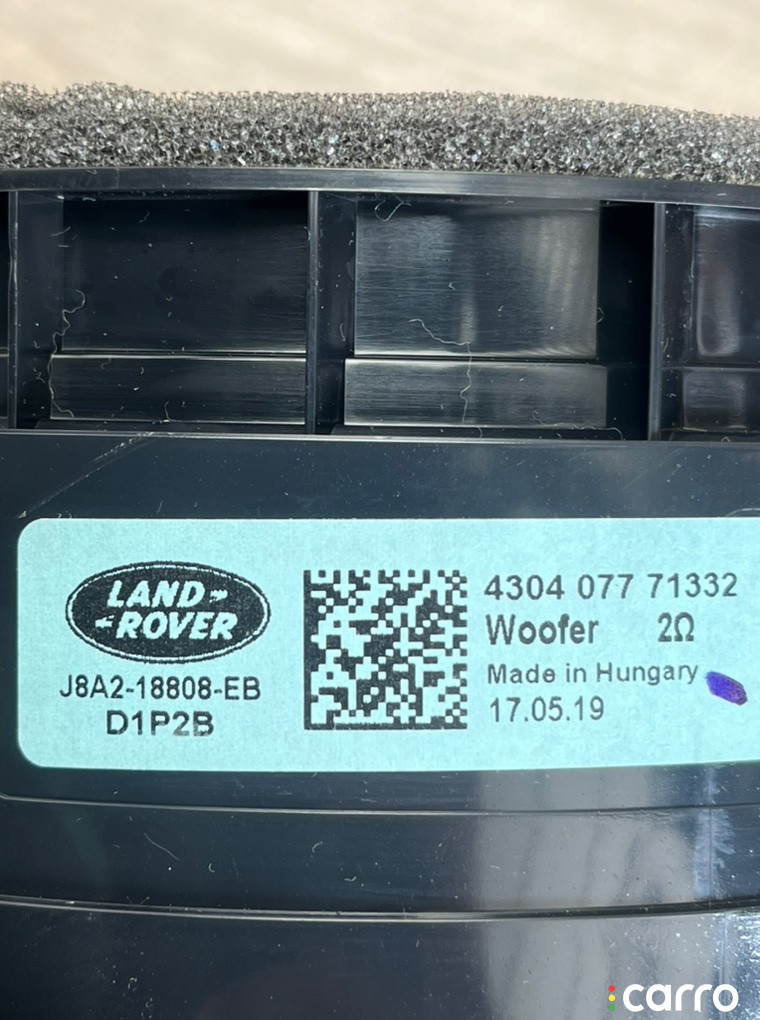 LAND
ROVER
J8A2-18808-EB
D1P2B
4304 077 71332
Woofer 2Ω
Made in Hungary
17.05.19
carro